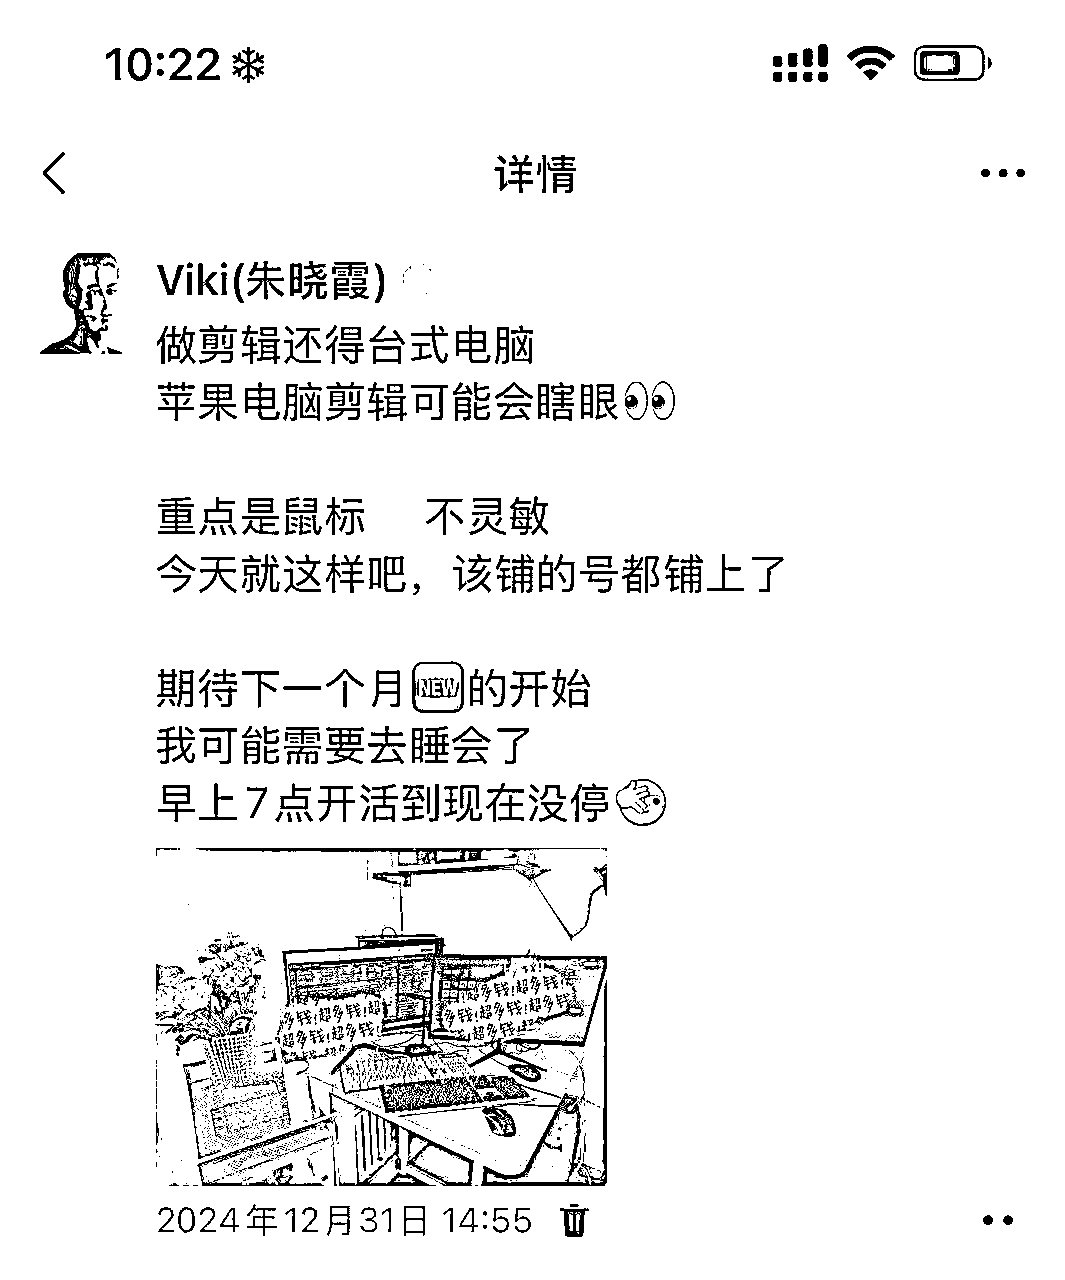 10:22
详情
Viki(朱晓霞)
做剪辑还得台式电脑
苹果电脑剪辑可能会瞎眼👀
重点是鼠标 不灵敏
今天就这样吧，该铺的号都铺上了
期待下一个月🆕的开始
我可能需要去睡会了
早上7点开活到现在没停
多钱!超多钱!超
多钱!超多钱!
超多钱!超多钱
多钱!超多钱!
2024年12月31日 14:55